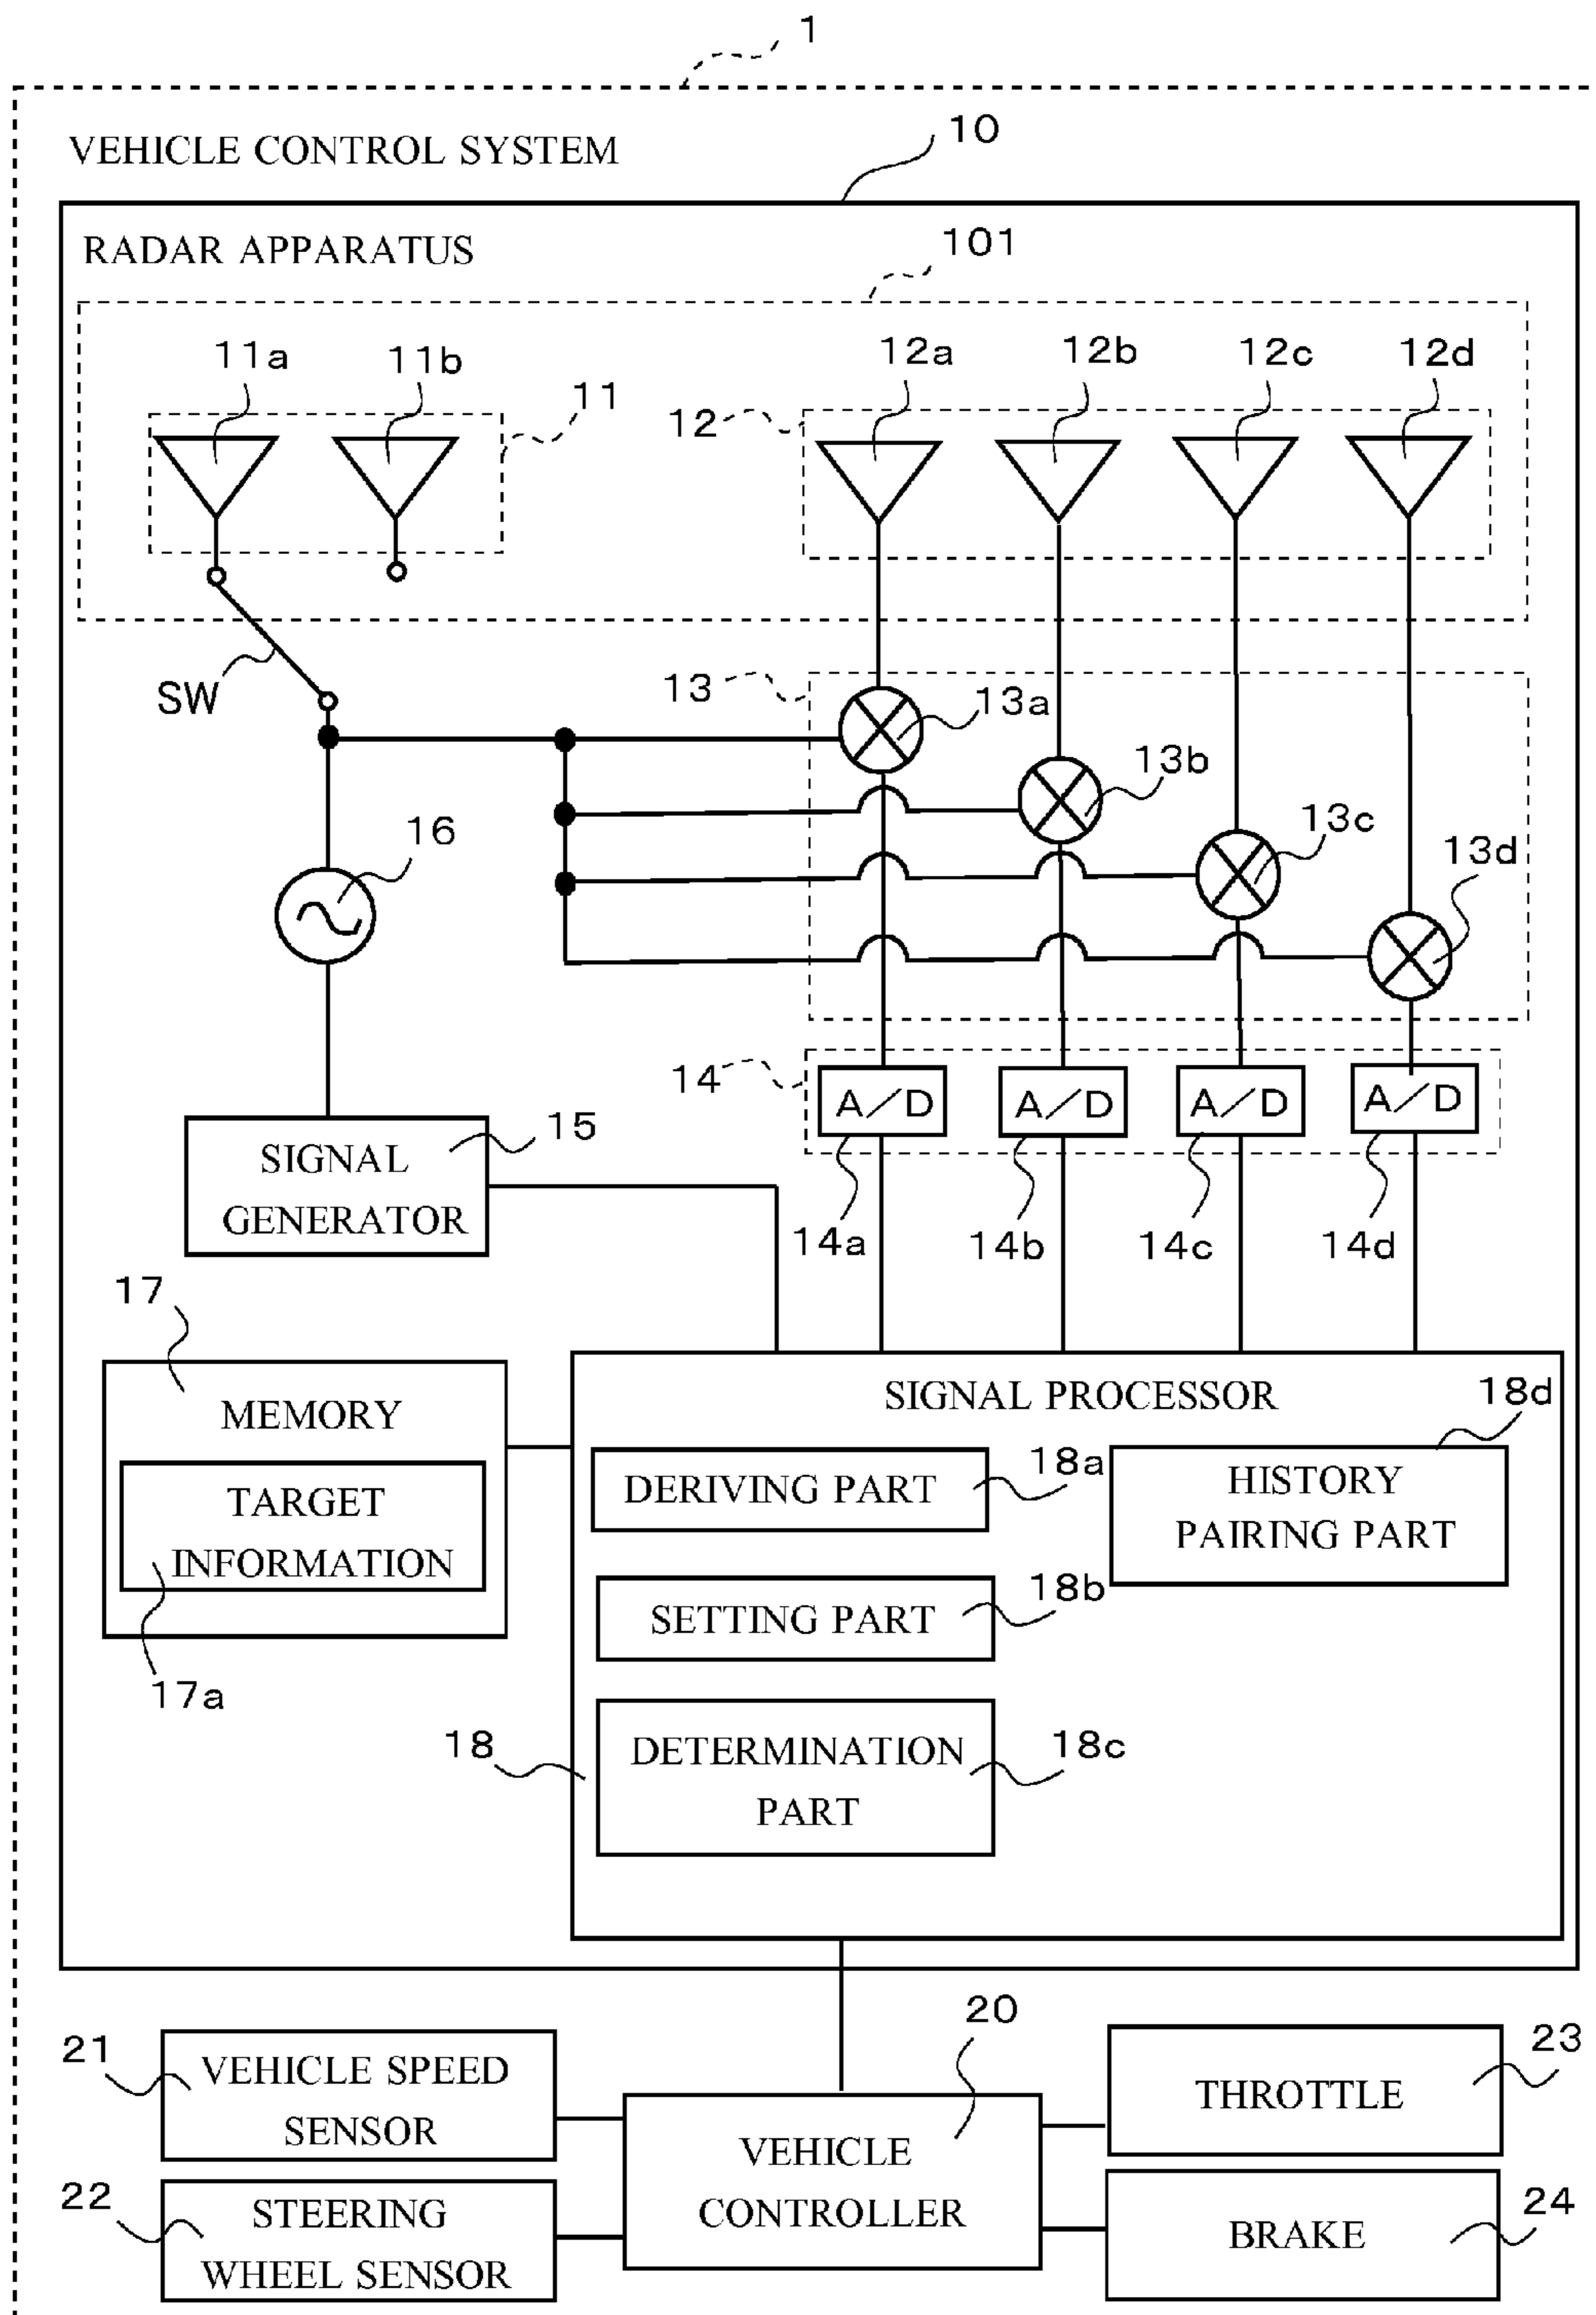 1
VEHICLE CONTROL SYSTEM
10
RADAR APPARATUS
101
11a
11b
11
12
12a
12b
12c
12d
SW
13
13a
13b
13c
13d
16
14
A/D
A/D
A/D
A/D
SIGNAL
GENERATOR
15
14a
14b
14c
14d
17
MEMORY
TARGET
INFORMATION
17a
SIGNAL PROCESSOR
18d
DERIVING PART
18a
HISTORY
PAIRING PART
SETTING PART
18b
18
DETERMINATION
PART
18c
20
21
VEHICLE SPEED
SENSOR
22
STEERING
WHEEL SENSOR
VEHICLE
CONTROLLER
THROTTLE
23
BRAKE
24